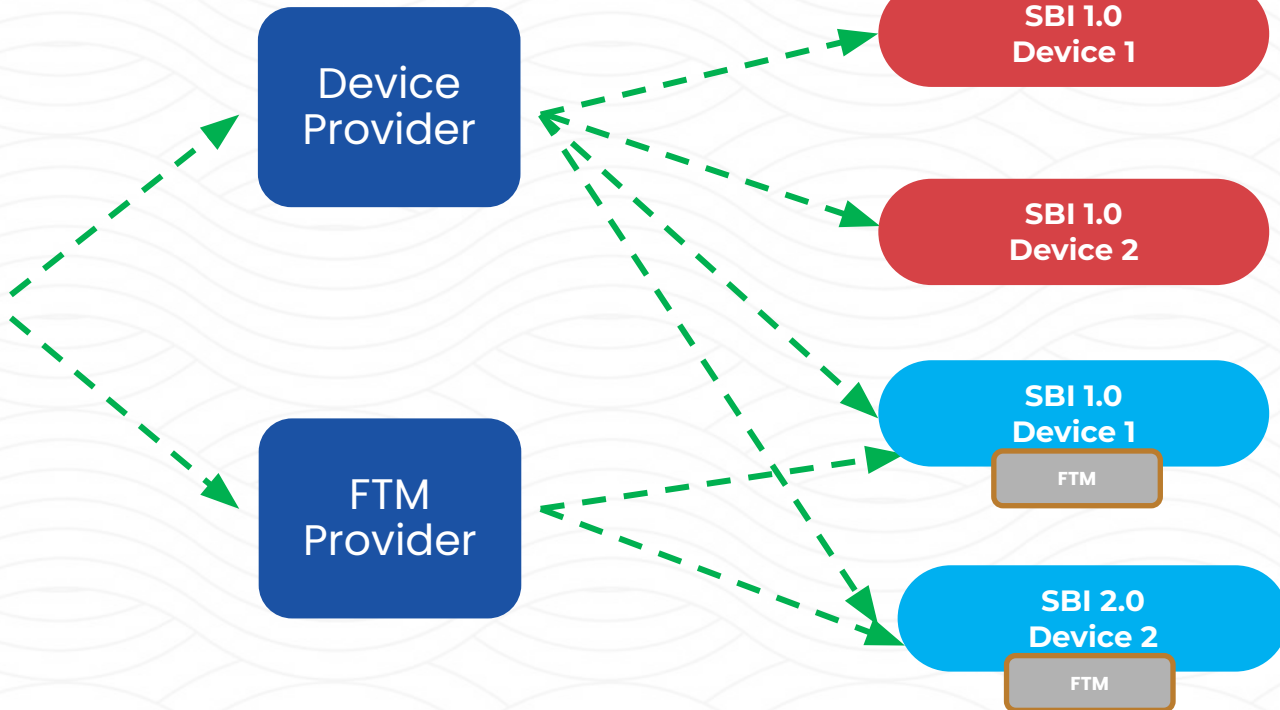 Device
Provider
SBI 1.0
Device 1
SBI 1.0
Device 2
SBI 1.0
Device 1
FTM
FTM
Provider
SBI 2.0
Device 2
FTM